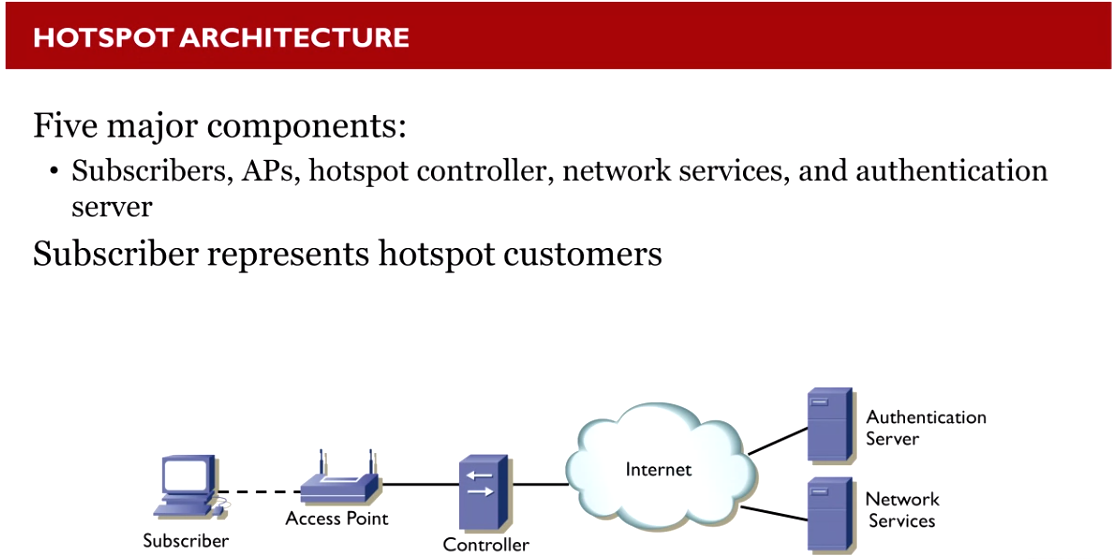 HOTSPOT ARCHITECTURE
Five major components:
• Subscribers, APs, hotspot controller, network services, and authentication
server
Subscriber represents hotspot customers
Subscriber
Access Point
Controller
Internet
Authentication
Server
Network
Services